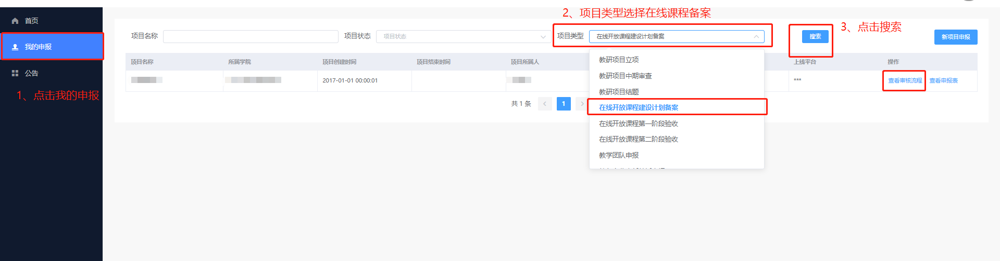 2、项目类型选择在线课程备案
首页
3、点击搜索
项目名称
项目状态 项目状态
项目类型 在线开放课程建设计划备案
搜索
新项目申报
我的申报
项目名称 所属学院 项目创建时间 项目结束时间 项目所属人 上线平台 操作
教研项目立项
公告
教研项目中期审查
2017-01-01 00:00:01 *** 查看审核流程 查看申报表
1、点击我的申报
教研项目结题
共 1 条 < 1 >
在线开放课程建设计划备案
在线开放课程第一阶段验收
在线开放课程第二阶段验收
教学团队申报